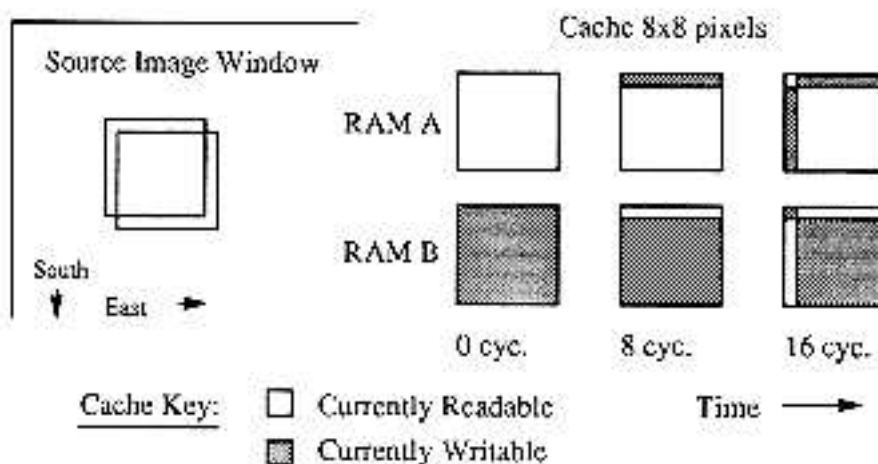 Cache 8x8 pixels
Source Image Window
RAM A
RAM B
South
East
0 cyc.
8 cyc.
16 cyc.
Cache Key:
Currently Readable
Time
Currently Writable